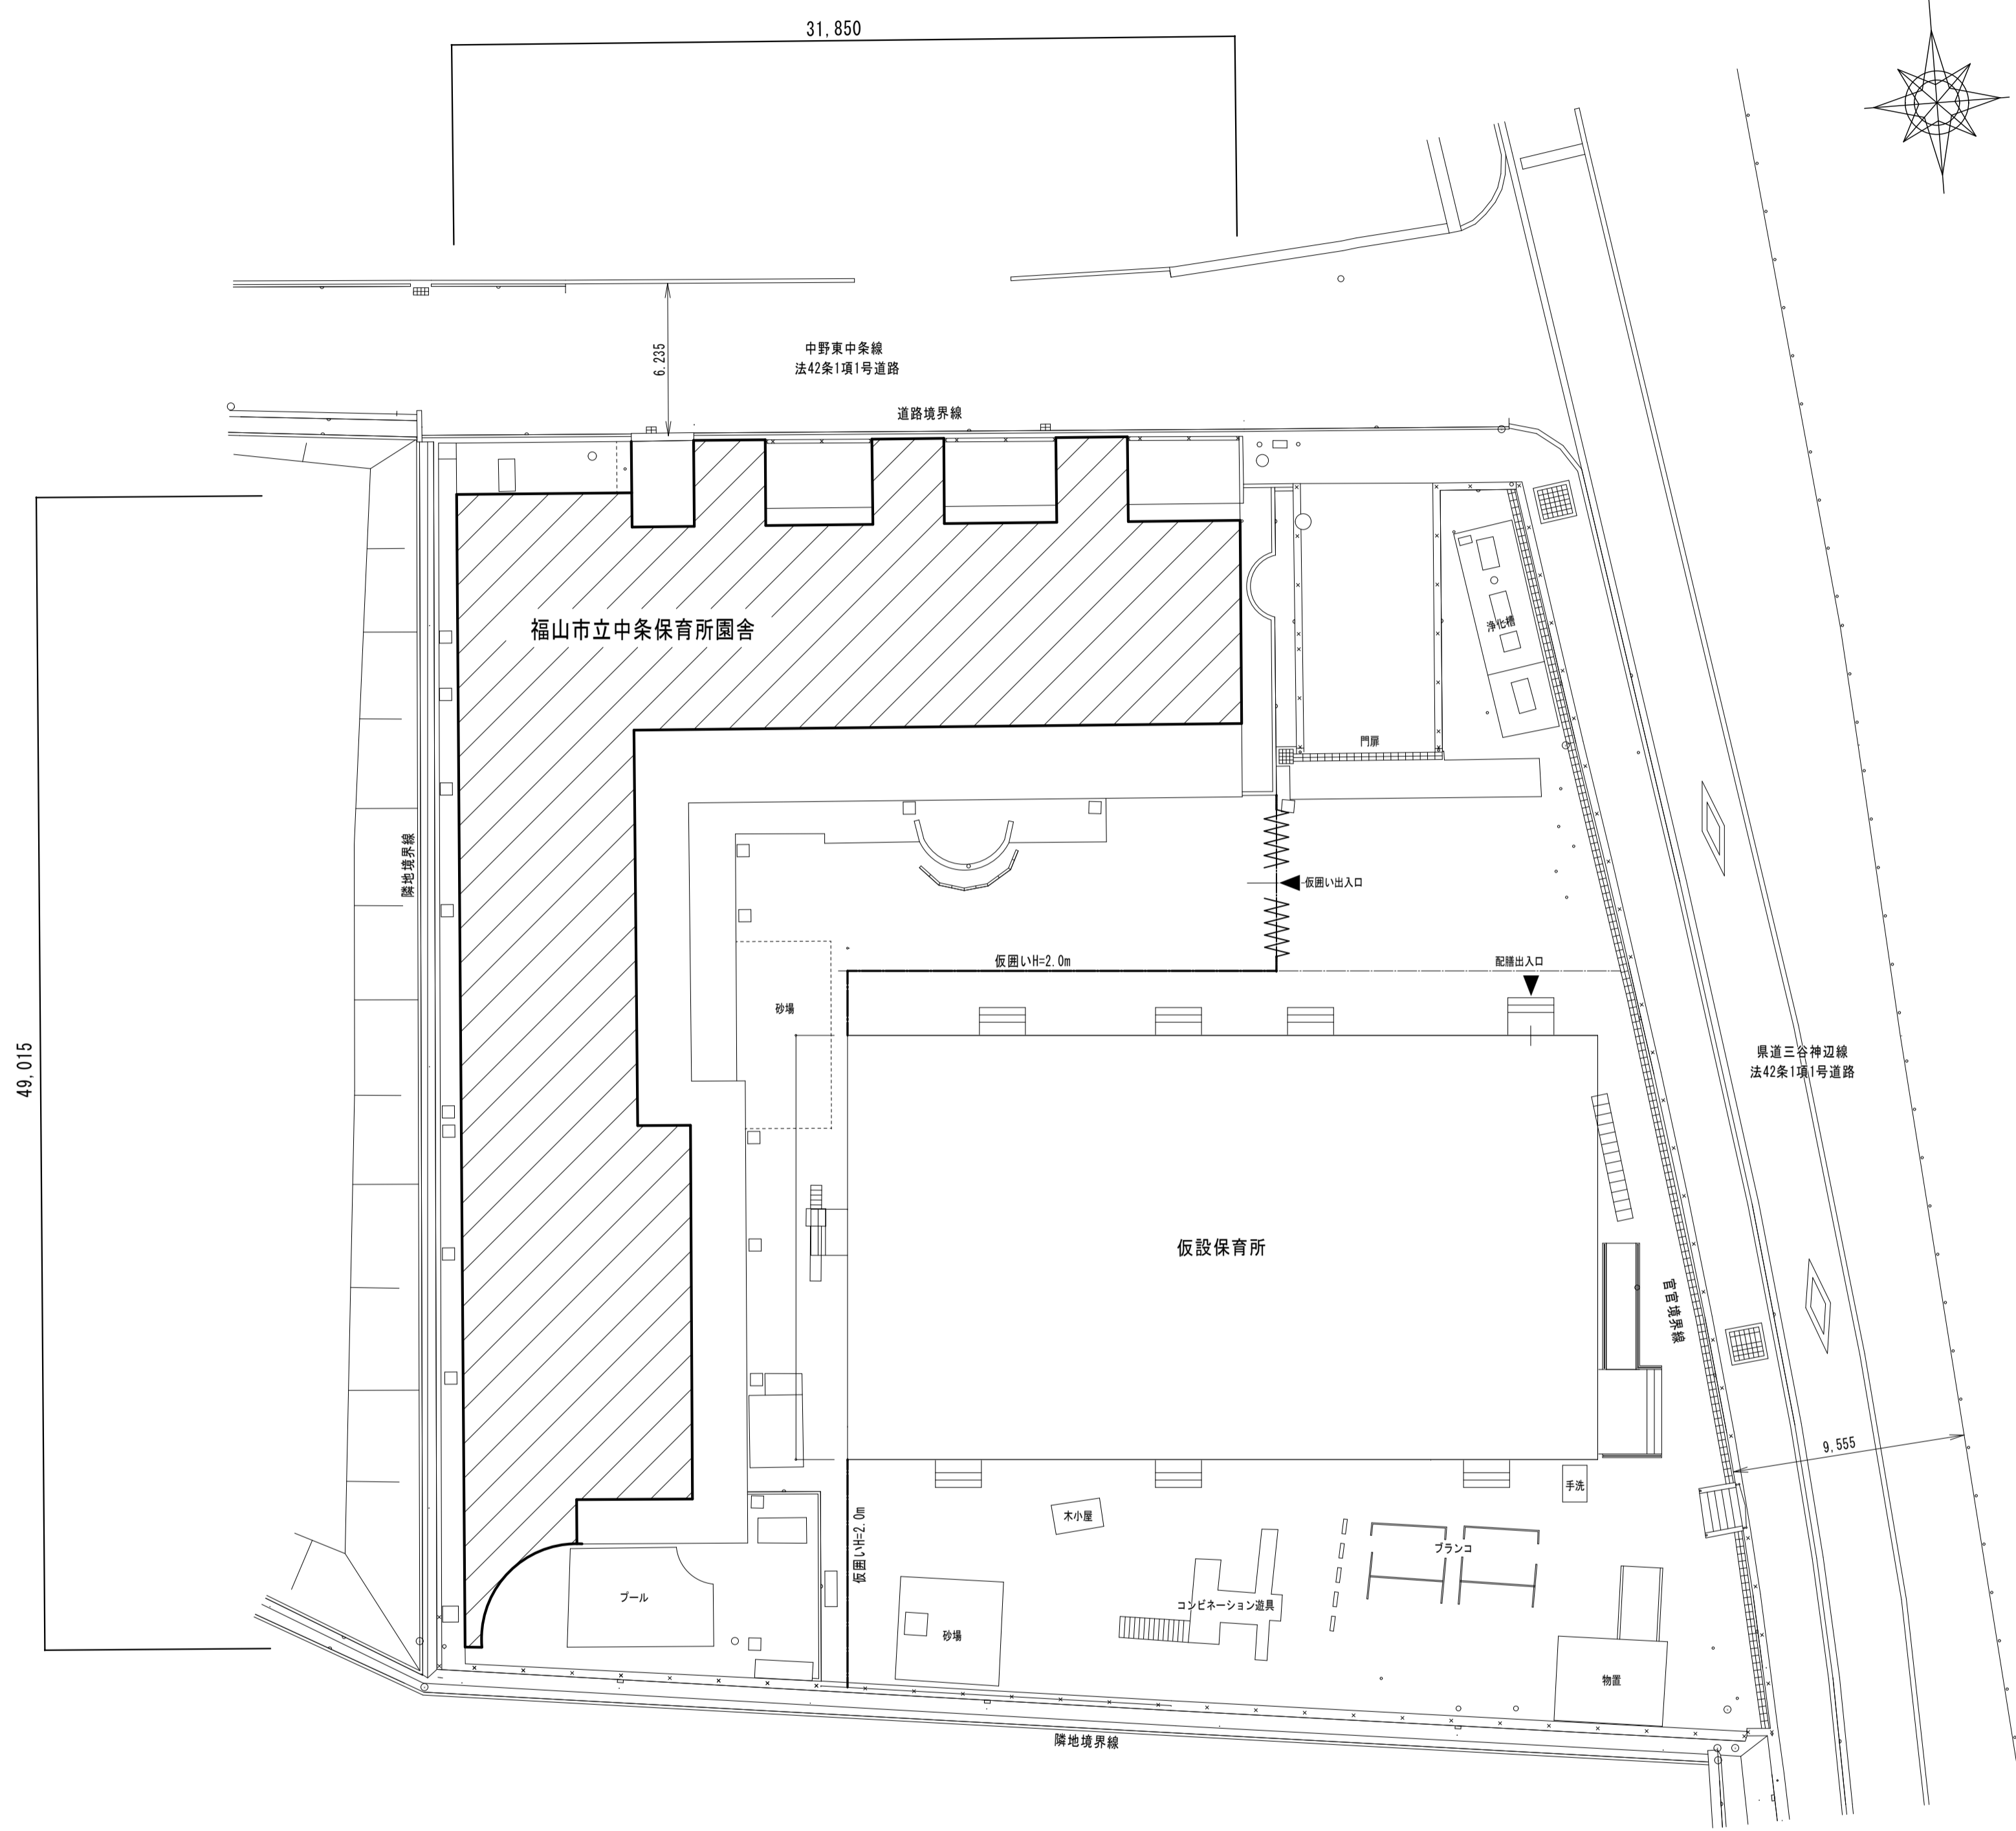 31,850
6.235
中野東中条線
法42条1項1号道路
道路境界線
福山市立中条保育所園舎
浄化槽
門扉
隣地境界線
仮囲い出入口
仮囲いH=2.0m
配膳出入口
砂場
49,015
県道三谷神辺線
法42条1項1号道路
仮設保育所
官官境界線
9,555
手洗
木小屋
ブランコ
仮囲いH=2.0m
プール
コンビネーション遊具
砂場
物置
隣地境界線